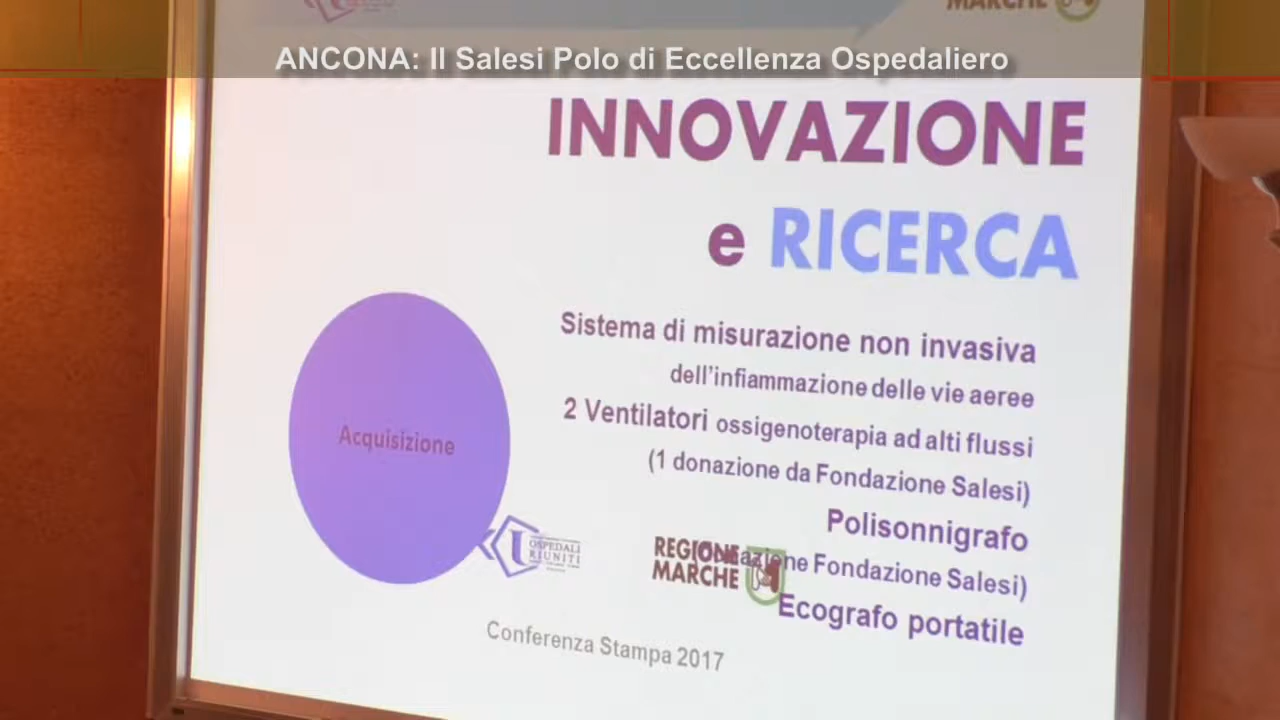 MARCHE
ANCONA: Il Salesi Polo di Eccellenza Ospedaliero
INNOVAZIONE
e RICERCA
Sistema di misurazione non invasiva
dell'infiammazione delle vie aeree
2 Ventilatori ossigenoterapia ad alti flussi
(1 donazione da Fondazione Salesi)
Acquisizione
Polisonnigrafo
Fondazione Salesi)
Ecografo portatile
OSPEDALI
RIUNITI
REGIONE
MARCHE
Conferenza Stampa 2017